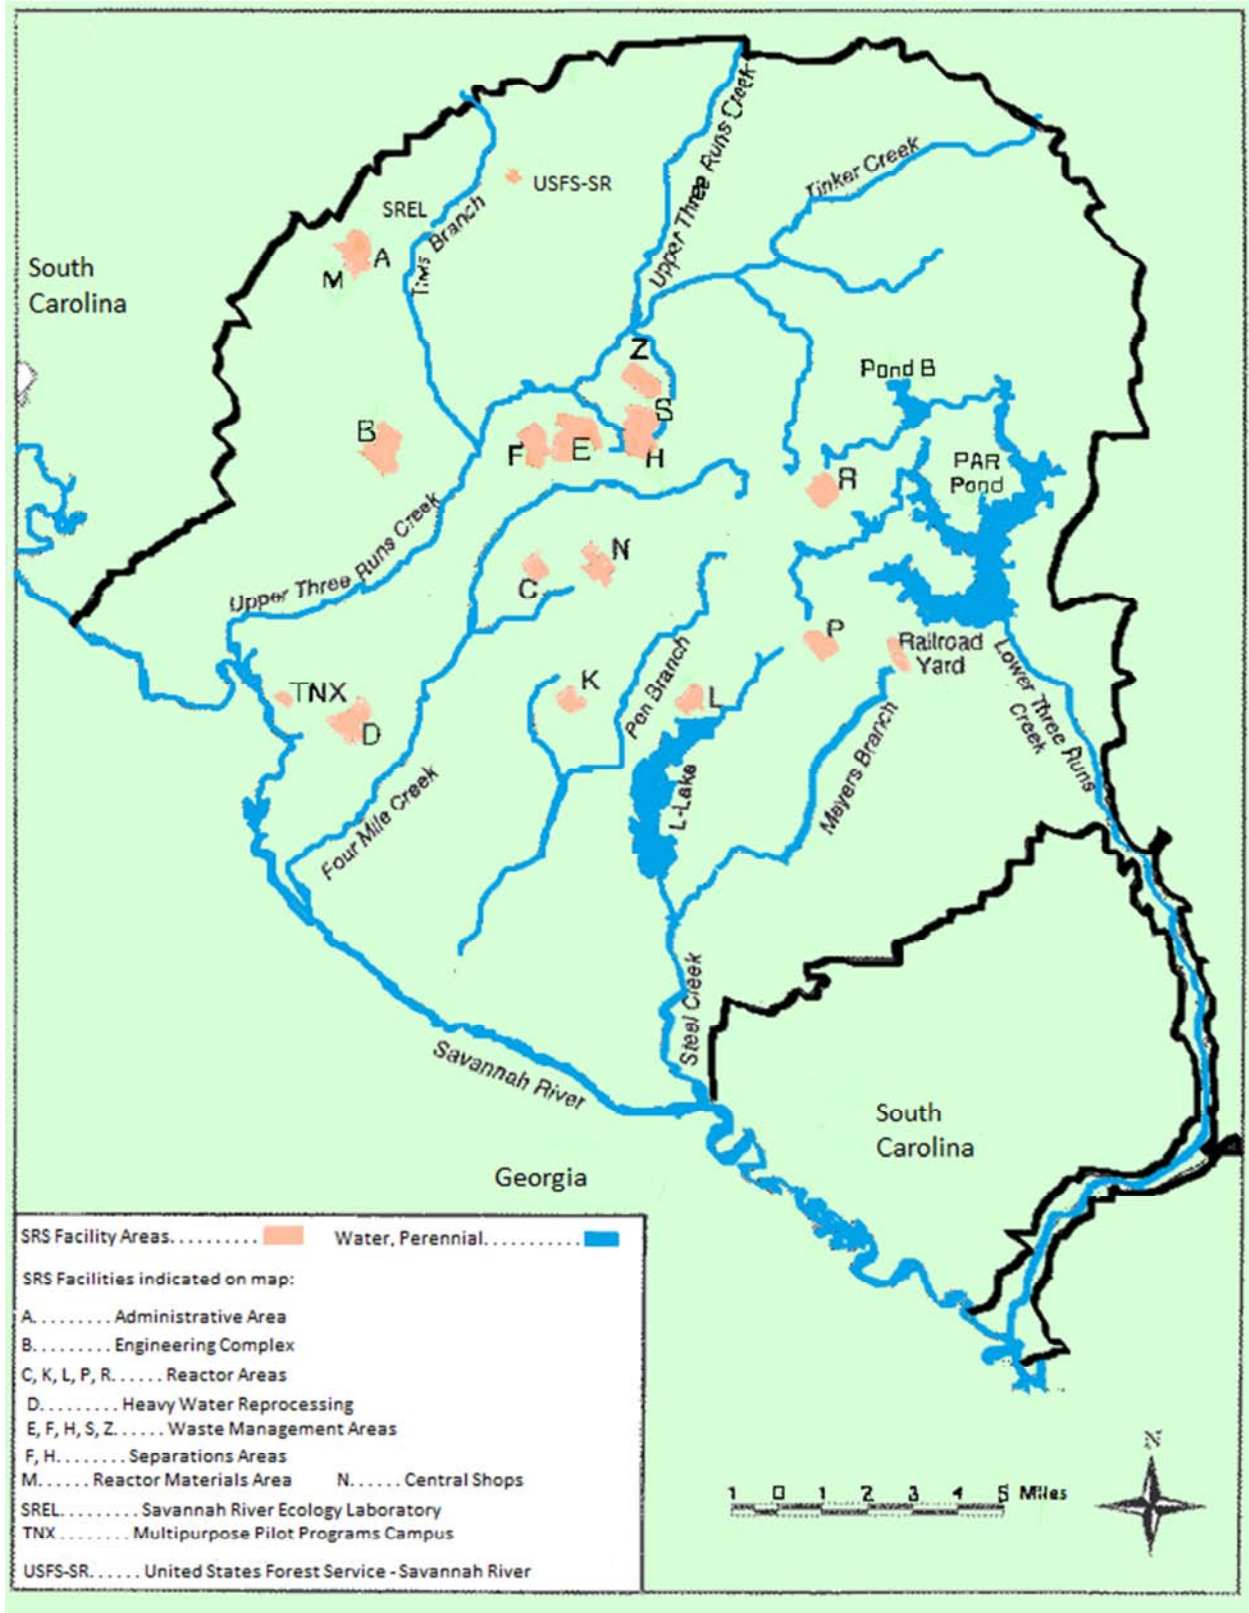 Upper Three Runs Creek
Tinker Creek
USFS-SR
SREL
Tims Branch
A
M
South
Carolina
Z
Pond B
S
B
F
E
H
PAR
Pond
R
Upper Three Runs Creek
N
C
P
Railroad
Yard
Lower Three Runs
Creek
Pen Branch
K
L
TNX
D
Mayers Branch
L-Lake
Four Mile Creek
Steel Creek
Savannah River
South
Carolina
Georgia
SRS Facility Areas.......... Water, Perennial...........
SRS Facilities indicated on map:
A......... Administrative Area
B......... Engineering Complex
C, K, L, P, R...... Reactor Areas
D......... Heavy Water Reprocessing
E, F, H, S, Z...... Waste Management Areas
F, H........ Separations Areas
M...... Reactor Materials Area N...... Central Shops
SREL......... Savannah River Ecology Laboratory
TNX ........ Multipurpose Pilot Programs Campus
USFS-SR...... United States Forest Service - Savannah River
N
1 0 1 2 3 4 5 Miles